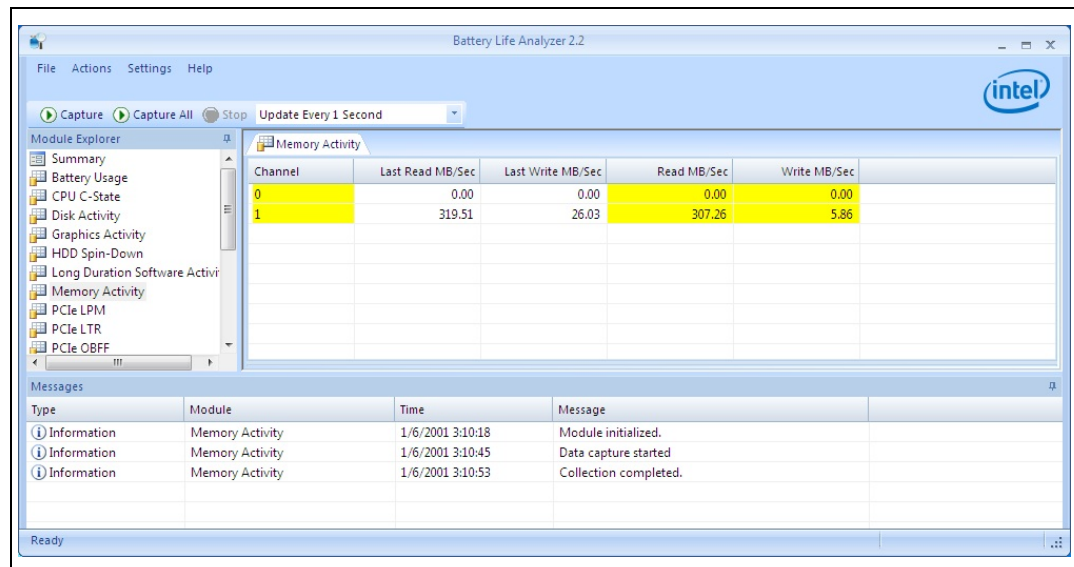 Battery Life Analyzer 2.2
File Actions Settings Help
intel
Capture Capture All Stop Update Every 1 Second
Module Explorer
Summary
Battery Usage
CPU C-State
Disk Activity
Graphics Activity
HDD Spin-Down
Long Duration Software Activi
Memory Activity
PCIe LPM
PCIe LTR
PCIe OBFF
Memory Activity
Channel Last Read MB/Sec Last Write MB/Sec Read MB/Sec Write MB/Sec
0 0.00 0.00 0.00 0.00
1 319.51 26.03 307.26 5.86
Messages
Type Module Time Message
Information Memory Activity 1/6/2001 3:10:18 Module initialized.
Information Memory Activity 1/6/2001 3:10:45 Data capture started
Information Memory Activity 1/6/2001 3:10:53 Collection completed.
Ready